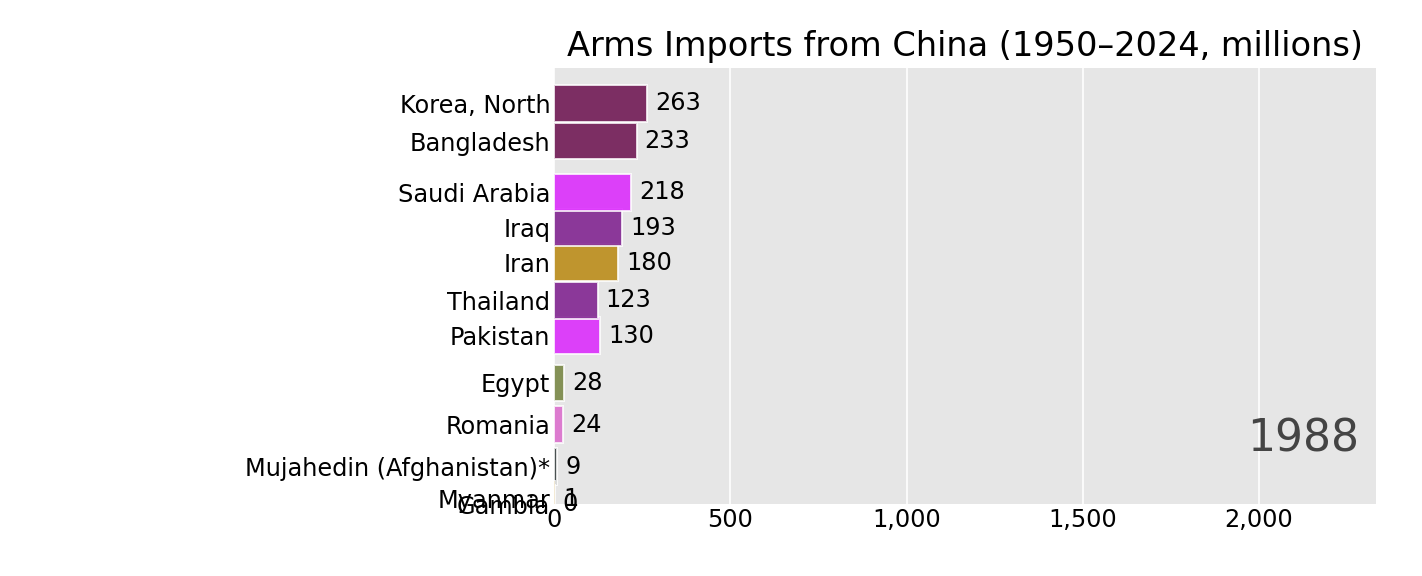 Arms Imports from China (1950–2024, millions)
Korea, North 263
Bangladesh 233
Saudi Arabia 218
Iraq 193
Iran 180
Thailand 123
Pakistan 130
Egypt 28
Romania 24
1988
Mujahedin (Afghanistan)* 9
Myanmar 1
Gambia 0
0 500 1,000 1,500 2,000